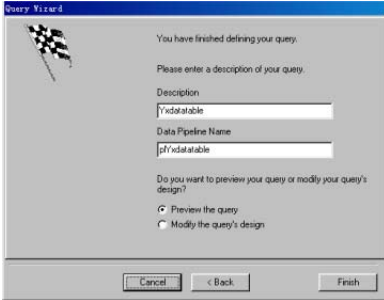 Query Wizard
You have finished defining your query.
Please enter a description of your query.
Description
Yxdatatable
Data Pipeline Name
plYxdatatable
Do you want to preview your query or modify your query's
design?
Preview the query
Modify the query's design
Cancel
< Back
Finish